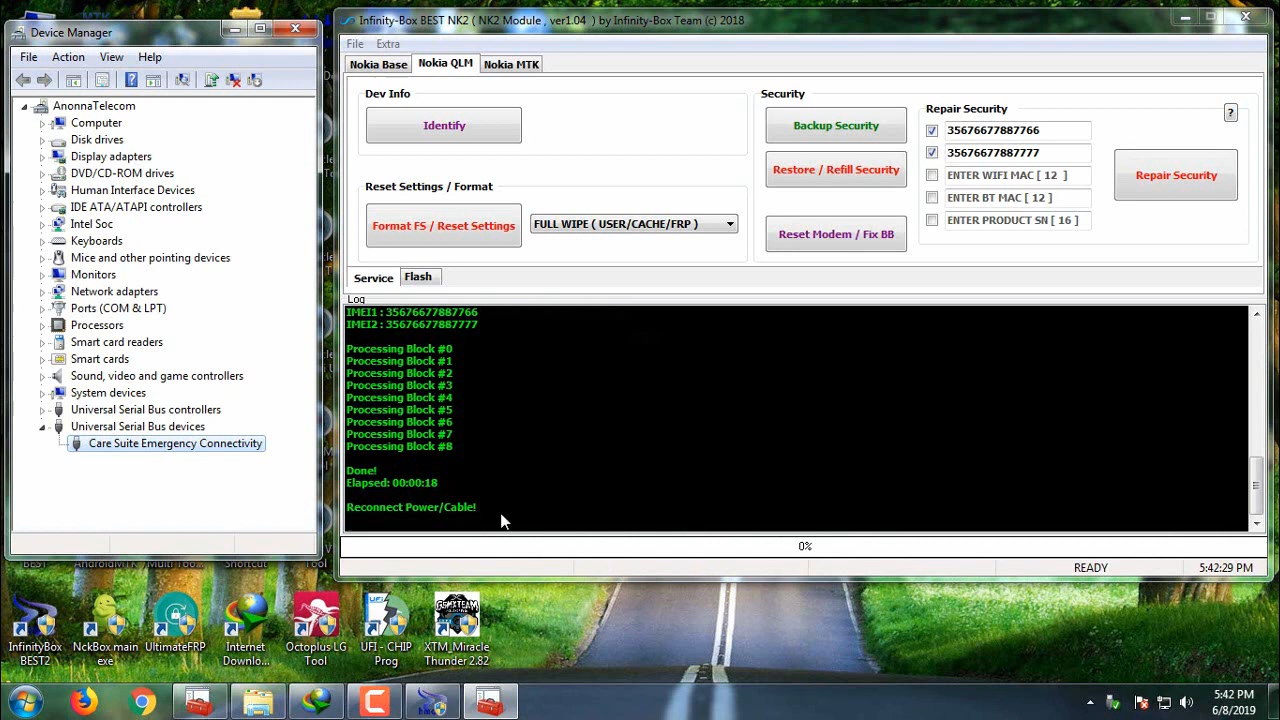 Device Manager
File Action View Help
AnonnaTelecom
Computer
Disk drives
Display adapters
DVD/CD-ROM drives
Human Interface Devices
IDE ATA/ATAPI controllers
Intel Soc
Keyboards
Mice and other pointing devices
Monitors
Network adapters
Ports (COM & LPT)
Processors
Smart card readers
Smart cards
Sound, video and game controllers
System devices
Universal Serial Bus controllers
Universal Serial Bus devices
Care Suite Emergency Connectivity
Infinity-Box BEST NK2 ( NK2 Module , ver1.04 ) by Infinity-Box Team (c) 2018
File Extra
Nokia Base Nokia QLM Nokia MTK
Dev Info
Identify
Reset Settings / Format
Format FS / Reset Settings
FULL WIPE ( USER/CACHE/FRP )
Security
Backup Security
Restore / Refill Security
Reset Modem / Fix BB
Repair Security
?
35676677887766
35676677887777
ENTER WIFI MAC [ 12 ]
ENTER BT MAC [ 12 ]
ENTER PRODUCT SN [ 16 ]
Repair Security
Service Flash
Log
IMEI1 : 35676677887766
IMEI2 : 35676677887777
Processing Block #0
Processing Block #1
Processing Block #2
Processing Block #3
Processing Block #4
Processing Block #5
Processing Block #6
Processing Block #7
Processing Block #8
Done!
Elapsed: 00:00:18
Reconnect Power/Cable!
0%
READY 5:42:29 PM
BEST
Shortcut
Tool
InfinityBox
BEST2
NckBox main
exe
UltimateFRP
Internet
Downlo...
Octoplus LG
Tool
UFI - CHIP
Prog
XTM_Miracle
Thunder 2.82
5:42 PM
6/8/2019